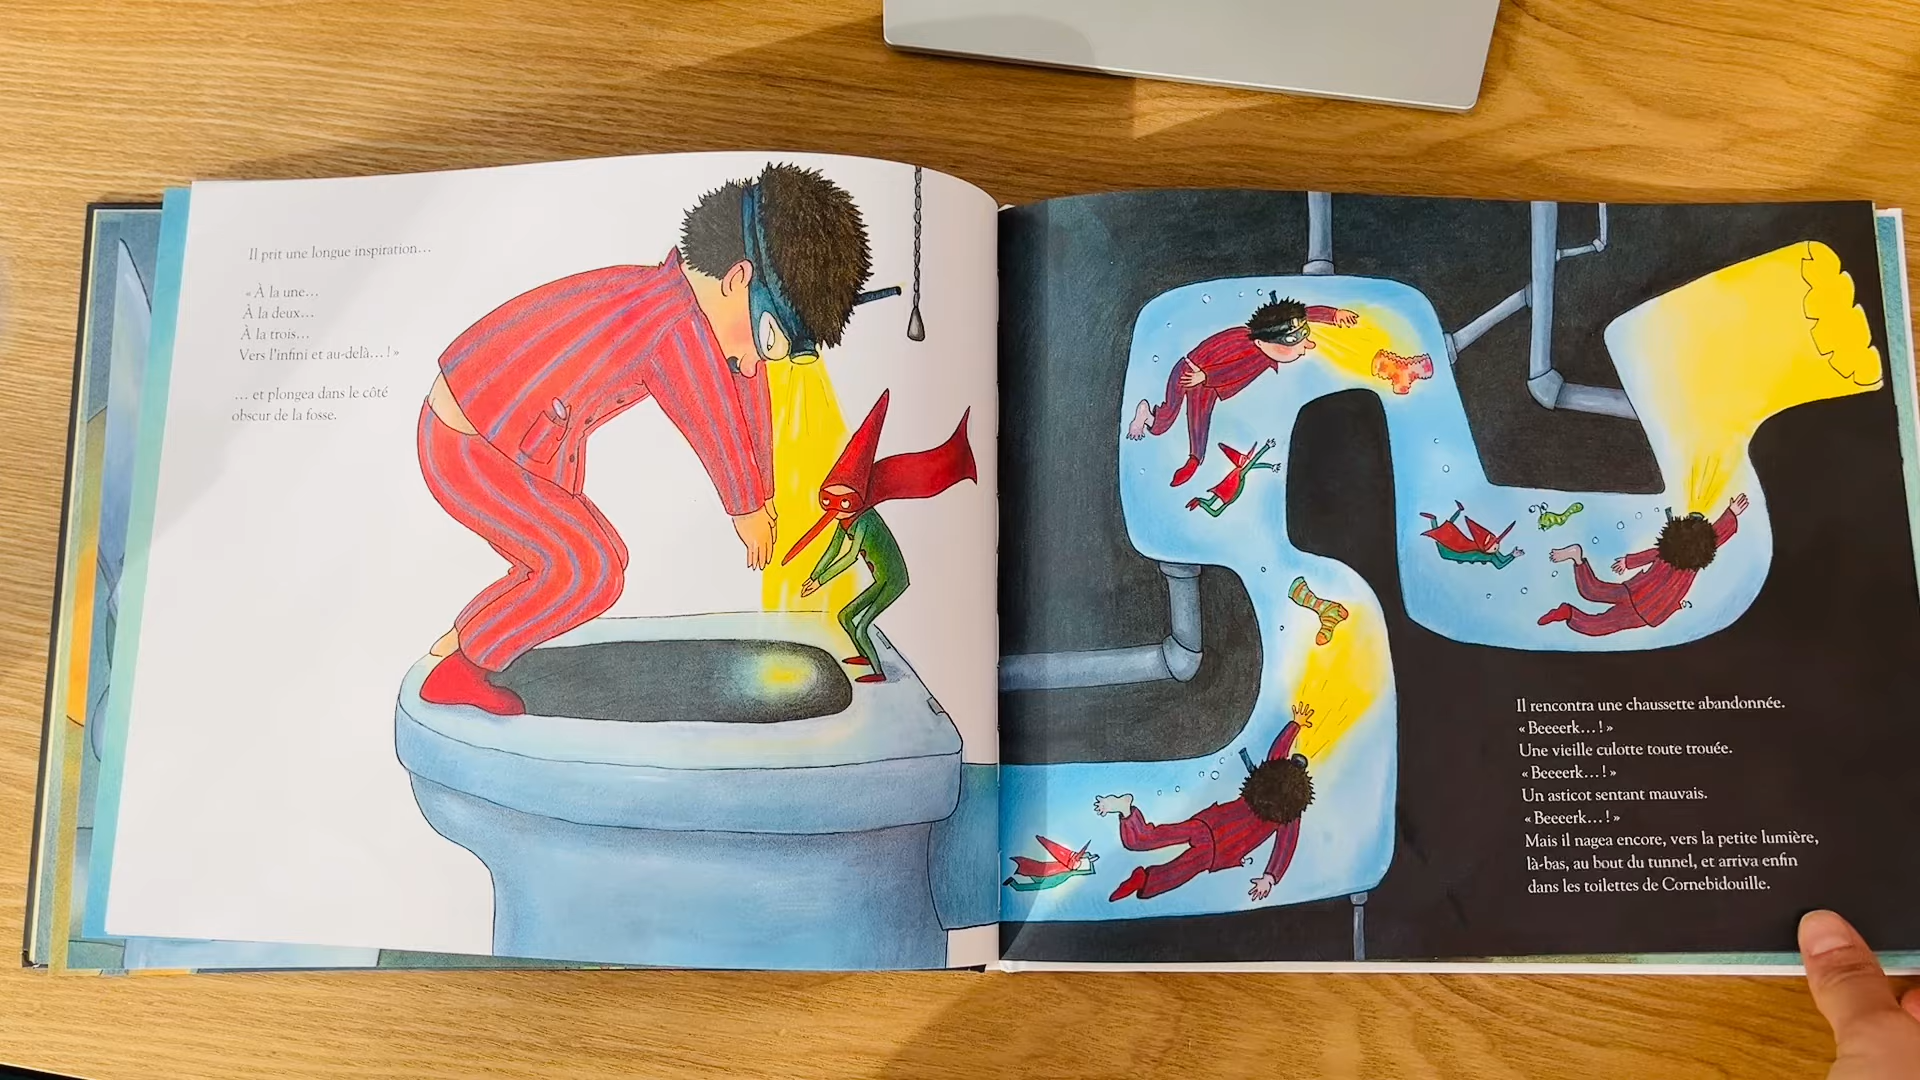 Il prit une longue inspiration…
« À la une…
À la deux…
À la trois…
Vers l'infini et au-delà… ! »
… et plongea dans le côté
obscur de la fosse.
Il rencontra une chaussette abandonnée.
« Beeeerk… ! »
Une vieille culotte toute trouée.
« Beeeerk… ! »
Un asticot sentant mauvais.
« Beeeerk… ! »
Mais il nagea encore, vers la petite lumière,
là-bas, au bout du tunnel, et arriva enfin
dans les toilettes de Cornebidouille.